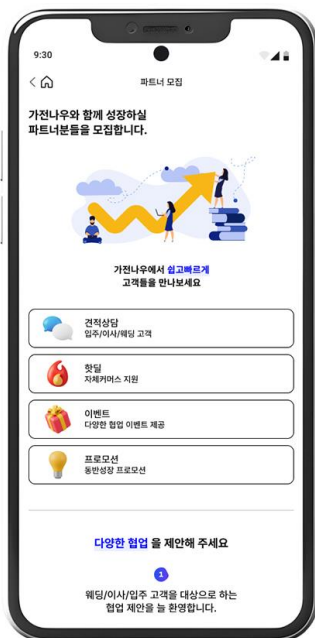 9:30
파트너 모집
가전나우와 함께 성장하실
파트너분들을 모집합니다.
가전나우에서 쉽고빠르게
고객들을 만나보세요
견적상담
입주/이사/웨딩 고객
핫딜
자체커머스 지원
이벤트
다양한 협업 이벤트 제공
프로모션
동반성장 프로모션
다양한 협업 을 제안해 주세요
1
웨딩/이사/입주 고객을 대상으로 하는
협업 제안을 늘 환영합니다.